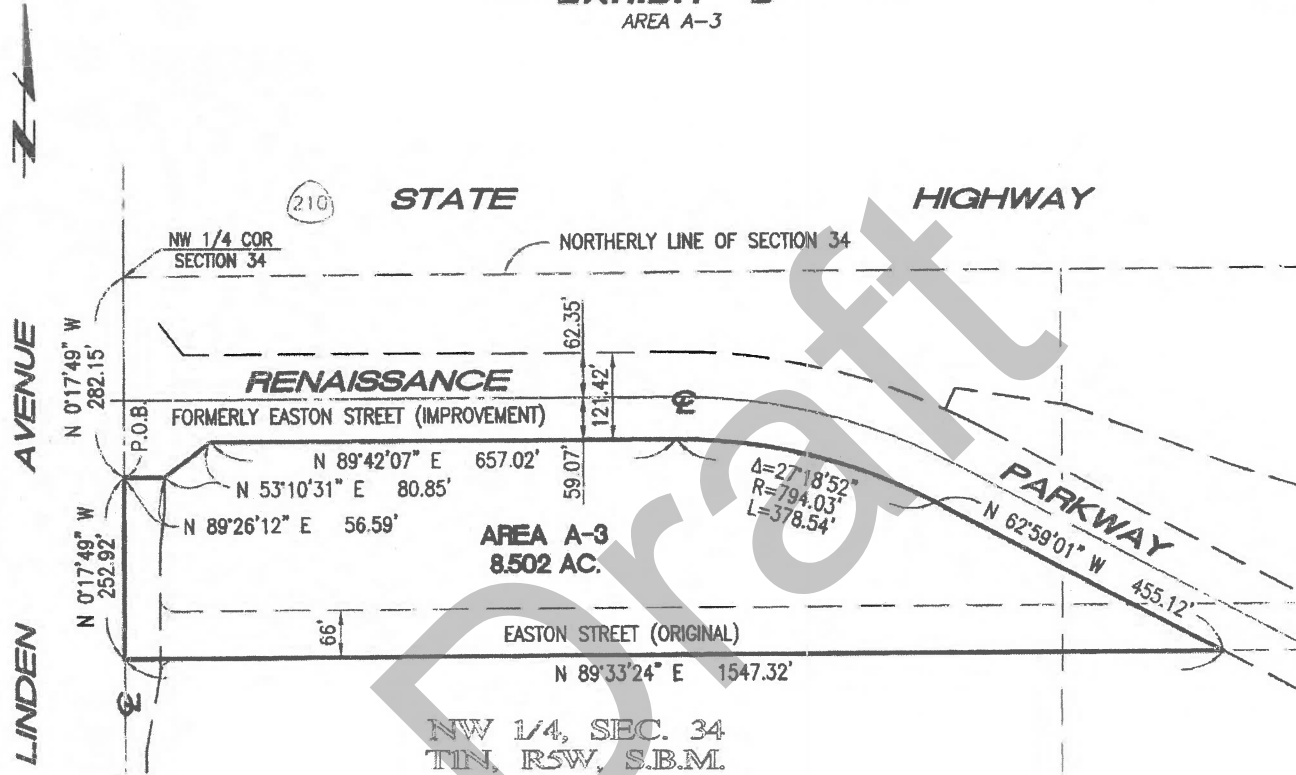 AREA A-3
210
STATE HIGHWAY
NW 1/4 COR
SECTION 34
NORTHERLY LINE OF SECTION 34
LINDEN AVENUE
N 0°17'49" W
282.15'
P.O.B.
RENAISSANCE
FORMERLY EASTON STREET (IMPROVEMENT)
62.35'
121.42'
59.07'
N 89°42'07" E 657.02'
N 53°10'31" E 80.85'
N 89°26'12" E 56.59'
Δ=27°18'52"
R=794.03'
L=378.54'
PARKWAY
N 62°59'01" W 455.12'
AREA A-3
8.502 AC.
N 0°17'49" W
252.92'
66'
EASTON STREET (ORIGINAL)
N 89°33'24" E 1547.32'
NW 1/4, SEC. 34
T1N, R5W, S.B.M.
Draft